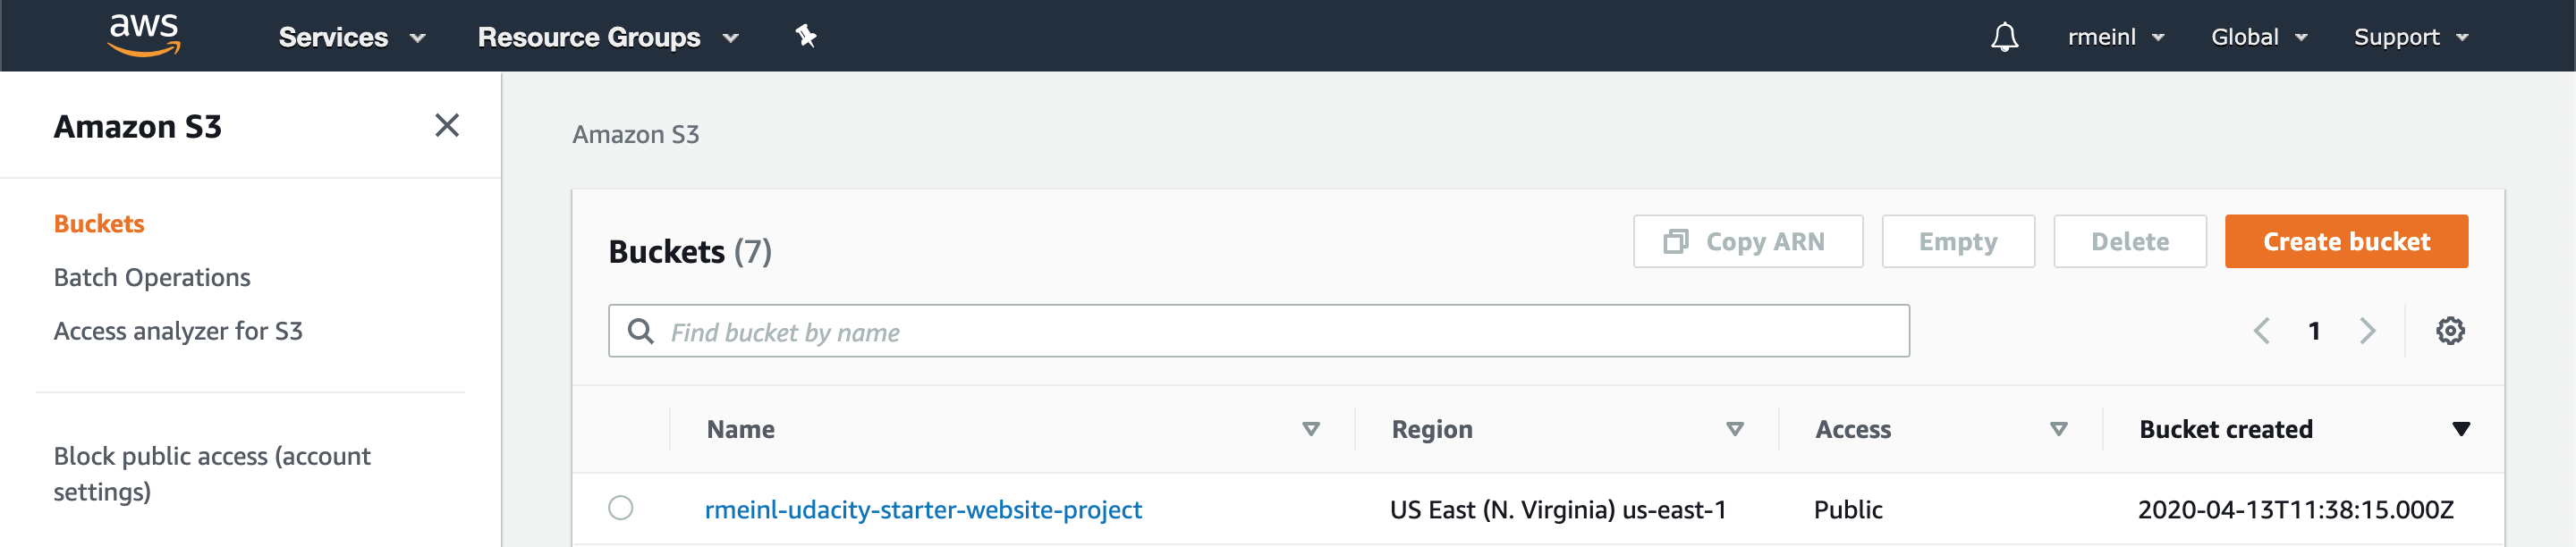 aws Services Resource Groups rmeinl Global Support
Amazon S3
Buckets
Batch Operations
Access analyzer for S3
Block public access (account
settings)
Amazon S3
Buckets (7) Copy ARN Empty Delete Create bucket
Find bucket by name 1
Name Region Access Bucket created
rmeinl-udacity-starter-website-project US East (N. Virginia) us-east-1 Public 2020-04-13T11:38:15.000Z